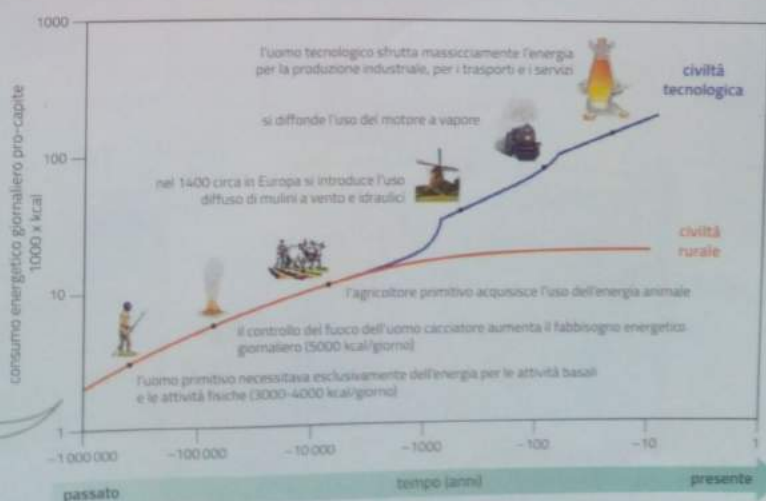 1000
l'uomo tecnologico sfrutta massicciamente l'energia
per la produzione industriale, per i trasporti e i servizi
civiltà
tecnologica
si diffonde l'uso del motore a vapore
consumo energetico giornaliero pro-capite
1000 x kcal
100
nel 1400 circa in Europa si introduce l'uso
diffuso di mulini a vento e idraulici
civiltà
rurale
10
l'agricoltore primitivo acquisisce l'uso dell'energia animale
il controllo del fuoco dell'uomo cacciatore aumenta il fabbisogno energetico
giornaliero (5000 kcal/giorno)
l'uomo primitivo necessitava esclusivamente dell'energia per le attività basali
e le attività fisiche (3000-4000 kcal/giorno)
1
−1 000 000
−100 000
−10 000
−1000
−100
−10
1
passato
tempo (anni)
presente